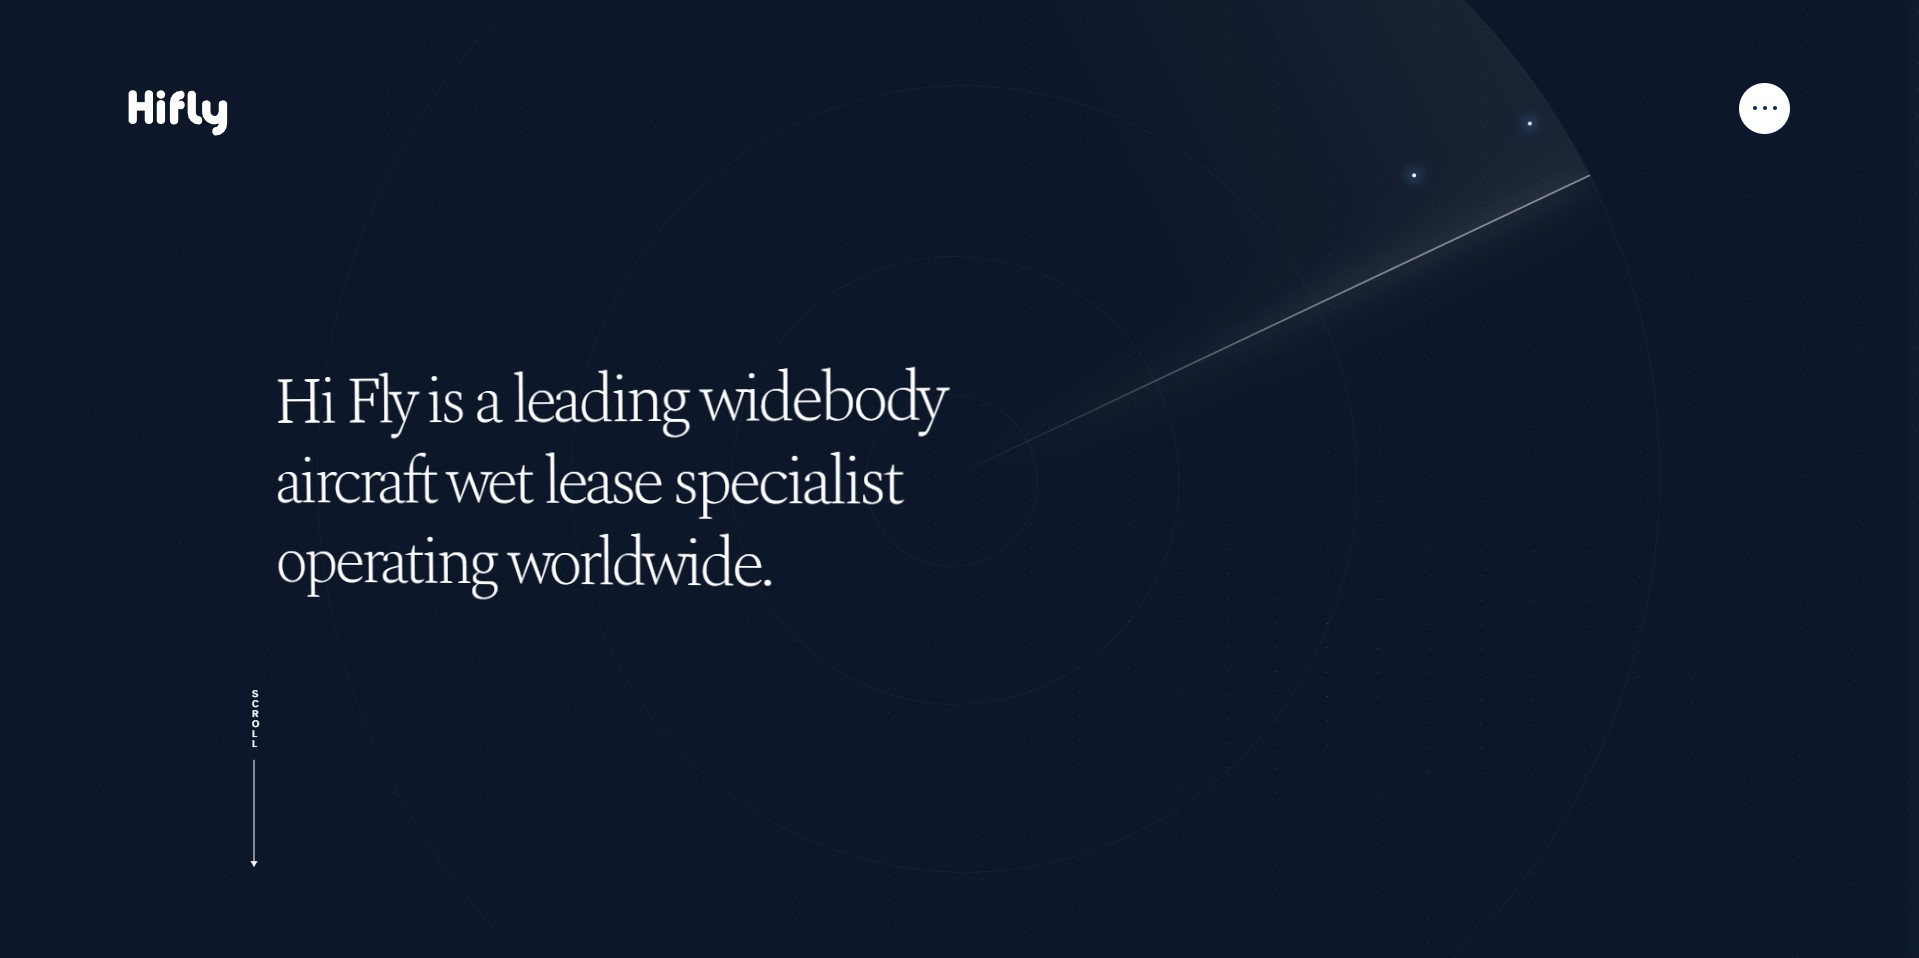 Hifly
Hi Fly is a leading widebody
aircraft wet lease specialist
operating worldwide.
SCROLL